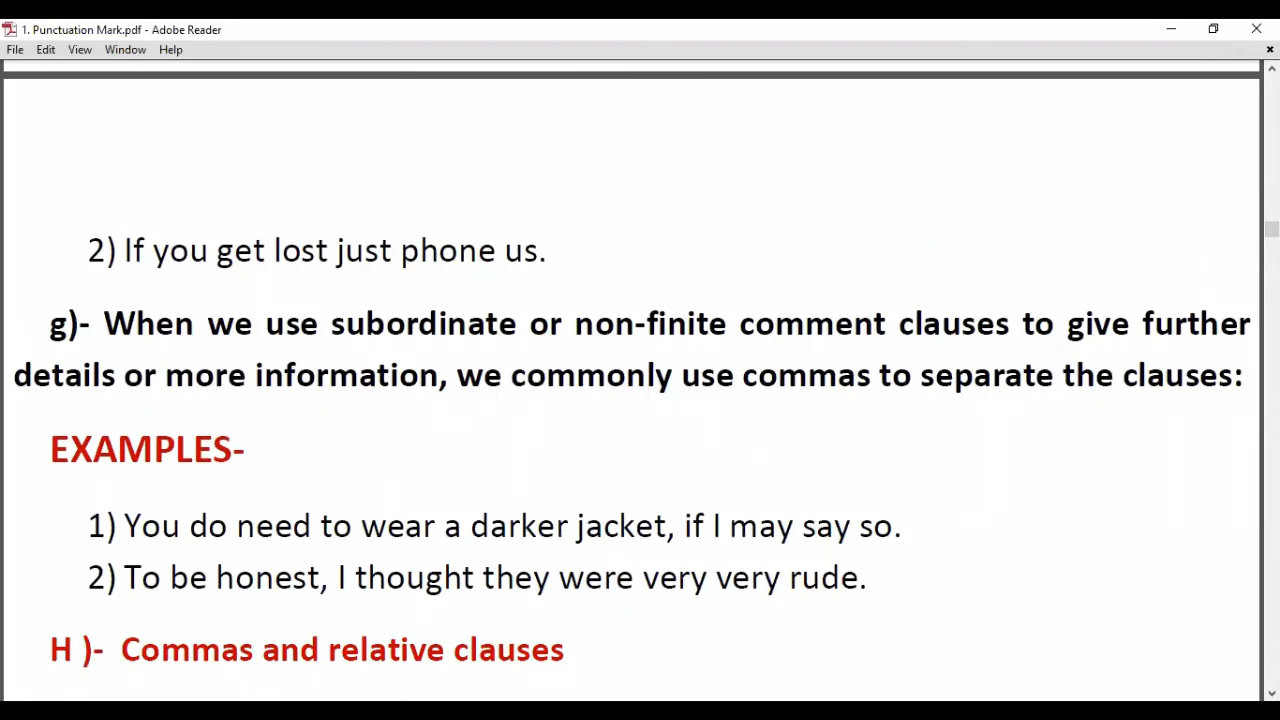 1. Punctuation Mark.pdf - Adobe Reader
File Edit View Window Help
2) If you get lost just phone us.
g)- When we use subordinate or non-finite comment clauses to give further
details or more information, we commonly use commas to separate the clauses:
EXAMPLES-
1) You do need to wear a darker jacket, if I may say so.
2) To be honest, I thought they were very very rude.
H )- Commas and relative clauses